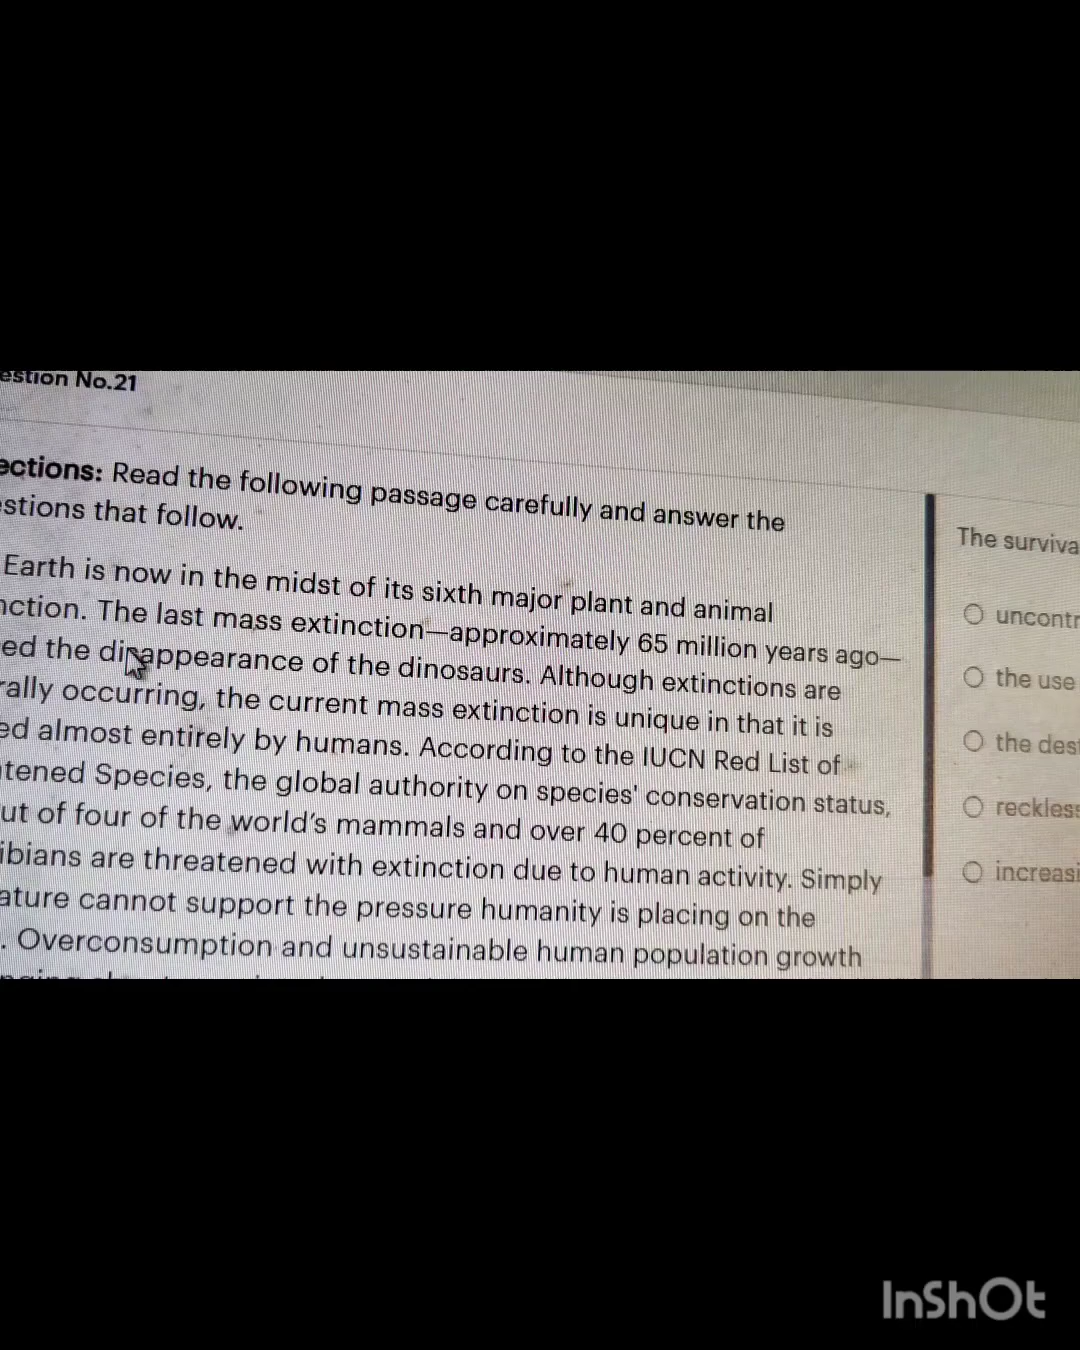 estion No.21
ections: Read the following passage carefully and answer the
estions that follow.
Earth is now in the midst of its sixth major plant and animal
nction. The last mass extinction—approximately 65 million years ago—
ed the disappearance of the dinosaurs. Although extinctions are
rally occurring, the current mass extinction is unique in that it is
ed almost entirely by humans. According to the IUCN Red List of
tened Species, the global authority on species' conservation status,
ut of four of the world's mammals and over 40 percent of
ibians are threatened with extinction due to human activity. Simply
ature cannot support the pressure humanity is placing on the
. Overconsumption and unsustainable human population growth
The surviva
uncontr
the use
the dest
reckless
increasi
InShOt